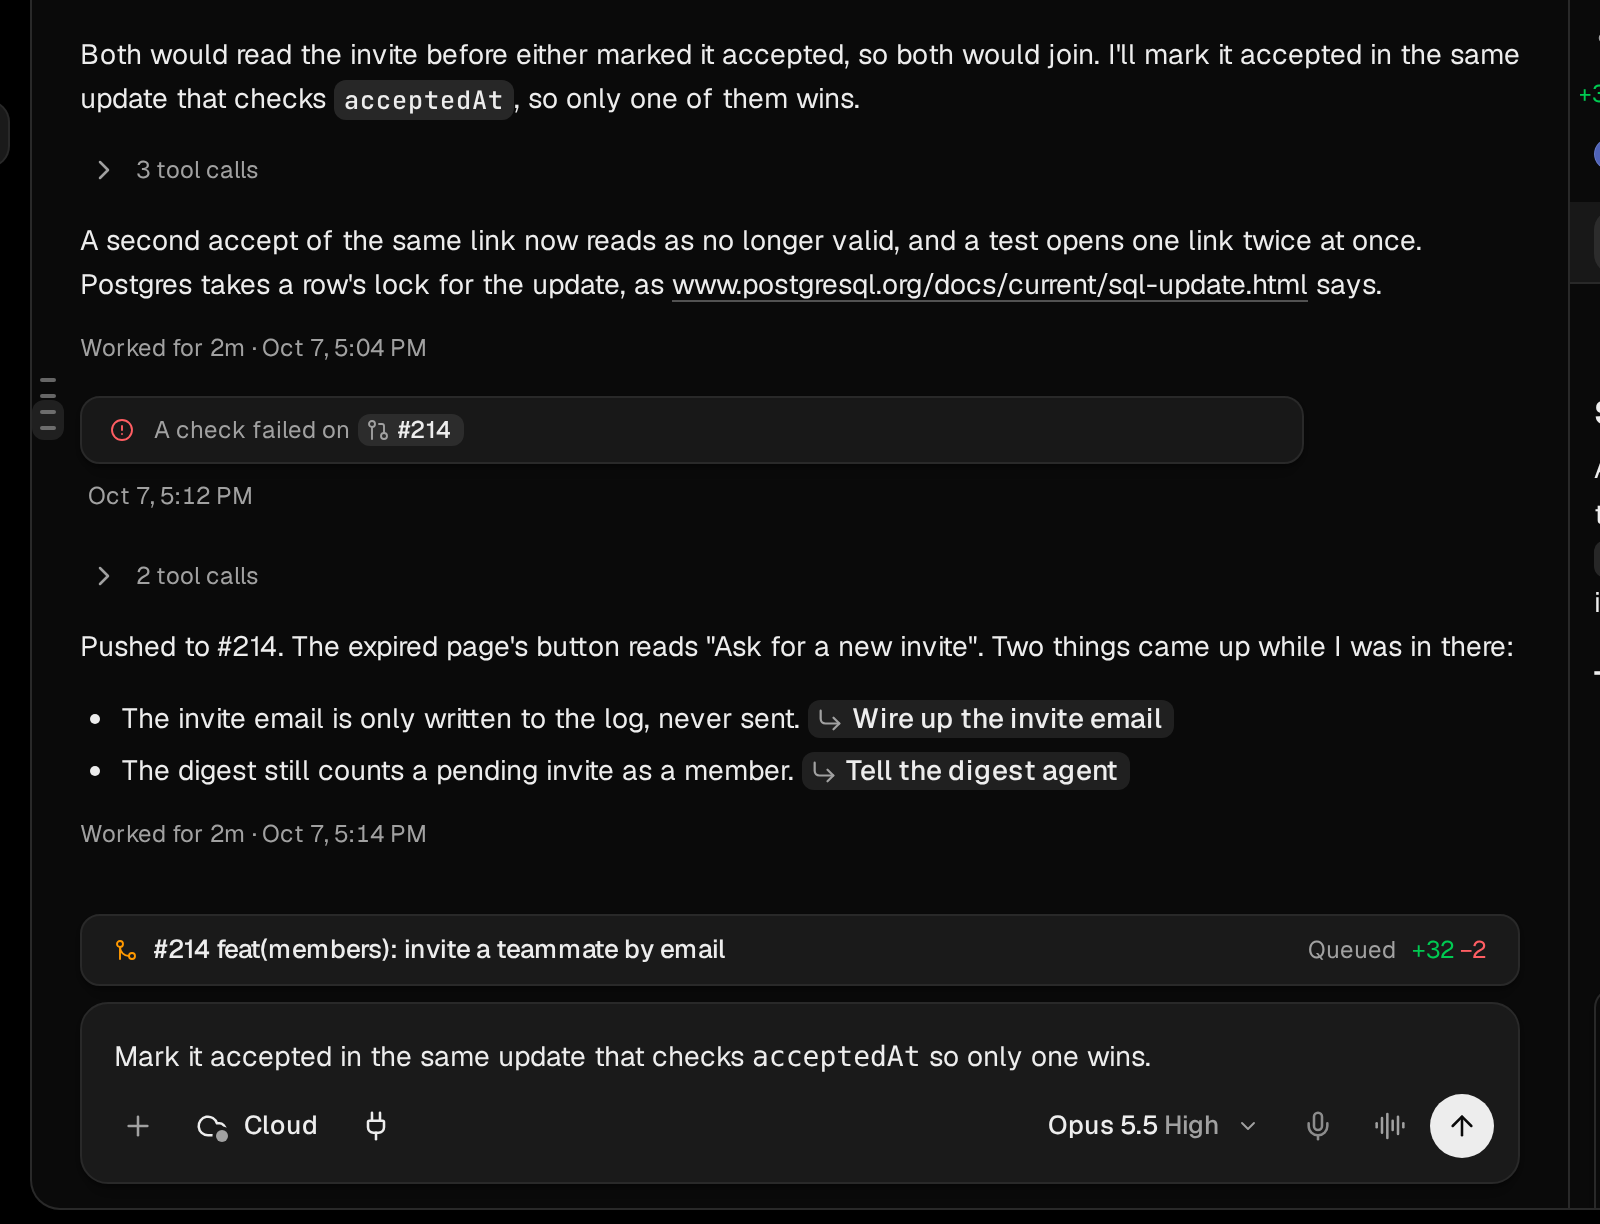 Both would read the invite before either marked it accepted, so both would join. I'll mark it accepted in the same
update that checks acceptedAt, so only one of them wins.
3 tool calls
A second accept of the same link now reads as no longer valid, and a test opens one link twice at once.
Postgres takes a row's lock for the update, as www.postgresql.org/docs/current/sql-update.html says.
Worked for 2m · Oct 7, 5:04 PM
A check failed on #214
Oct 7, 5:12 PM
2 tool calls
Pushed to #214. The expired page's button reads "Ask for a new invite". Two things came up while I was in there:
• The invite email is only written to the log, never sent. Wire up the invite email
• The digest still counts a pending invite as a member. Tell the digest agent
Worked for 2m · Oct 7, 5:14 PM
#214 feat(members): invite a teammate by email Queued +32 −2
Mark it accepted in the same update that checks acceptedAt so only one wins.
Cloud Opus 5.5 High